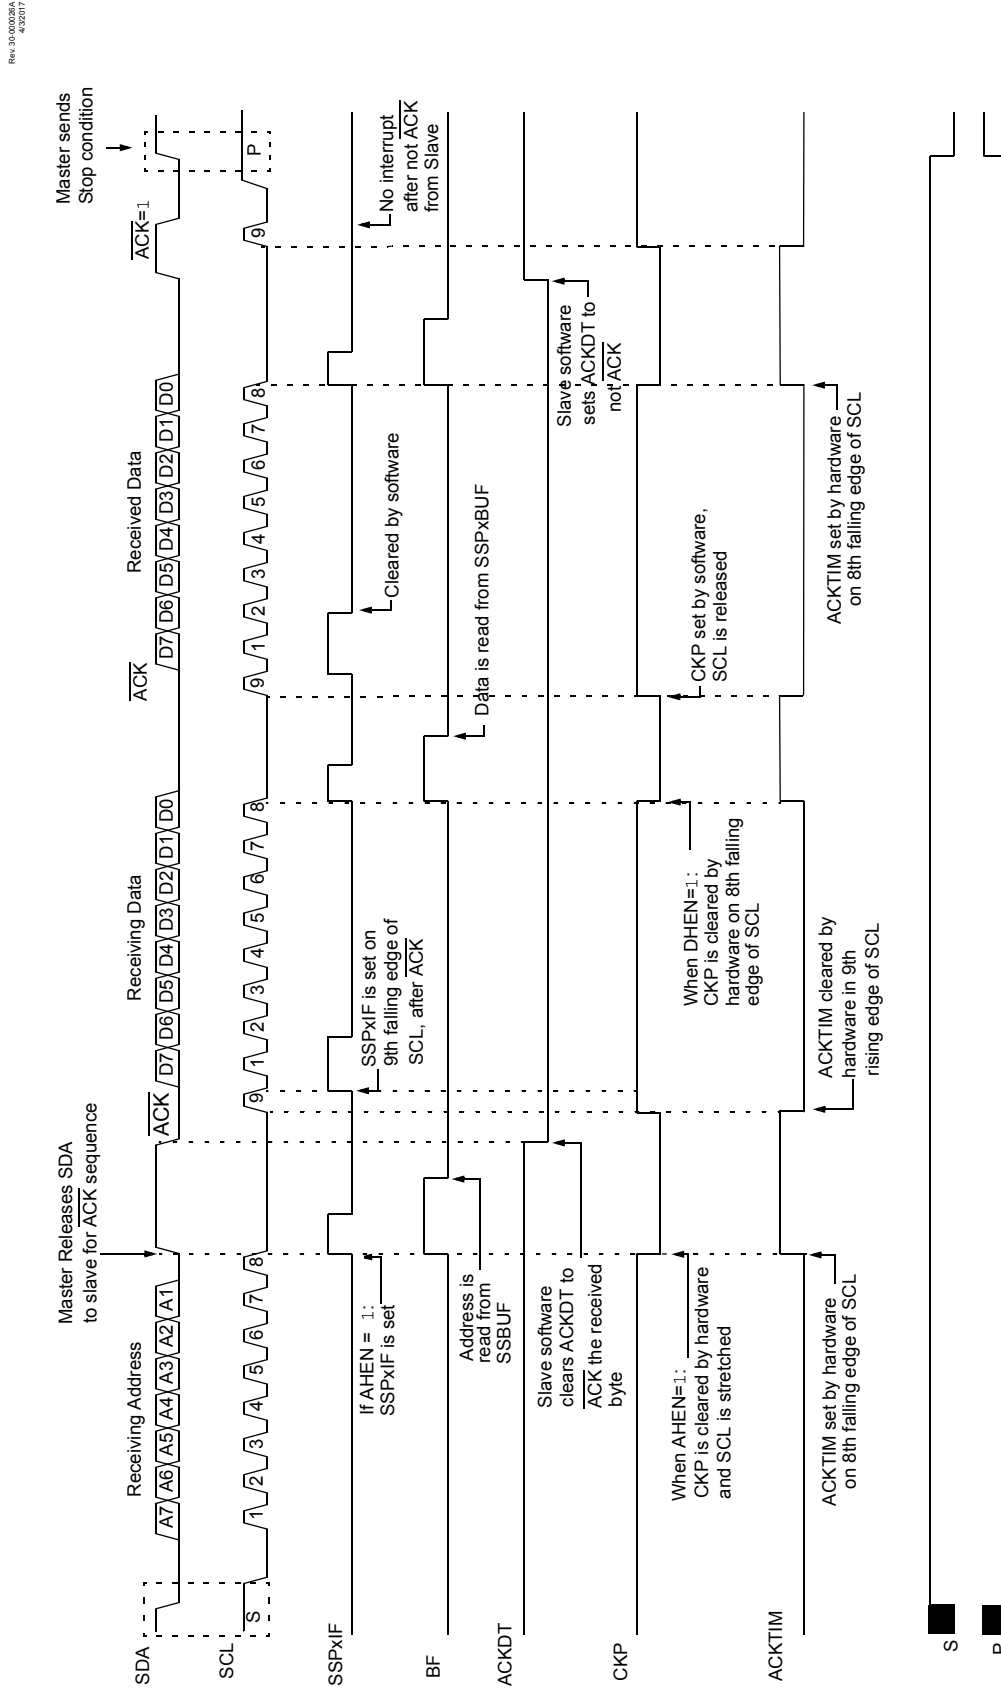 Rev. 30-000026A
4/3/2017
Master Releases SDA
to slave for ACK sequence
Master sends
Stop condition
Receiving Address
ACK
Receiving Data
ACK
Received Data
ACK=1
SDA
A7 A6 A5 A4 A3 A2 A1
D7 D6 D5 D4 D3 D2 D1 D0
D7 D6 D5 D4 D3 D2 D1 D0
SCL
S
1 2 3 4 5 6 7 8 9
1 2 3 4 5 6 7 8 9
1 2 3 4 5 6 7 8 9
P
SSPxIF
If AHEN = 1:
SSPxIF is set
SSPxIF is set on
9th falling edge of
SCL, after ACK
Cleared by software
No interrupt
after not ACK
from Slave
BF
Address is
read from
SSBUF
Data is read from SSPxBUF
ACKDT
Slave software
clears ACKDT to
ACK the received
byte
Slave software
sets ACKDT to
not ACK
CKP
When AHEN=1:
CKP is cleared by hardware
and SCL is stretched
When DHEN=1:
CKP is cleared by
hardware on 8th falling
edge of SCL
CKP set by software,
SCL is released
ACKTIM
ACKTIM set by hardware
on 8th falling edge of SCL
ACKTIM cleared by
hardware in 9th
rising edge of SCL
ACKTIM set by hardware
on 8th falling edge of SCL
S
P